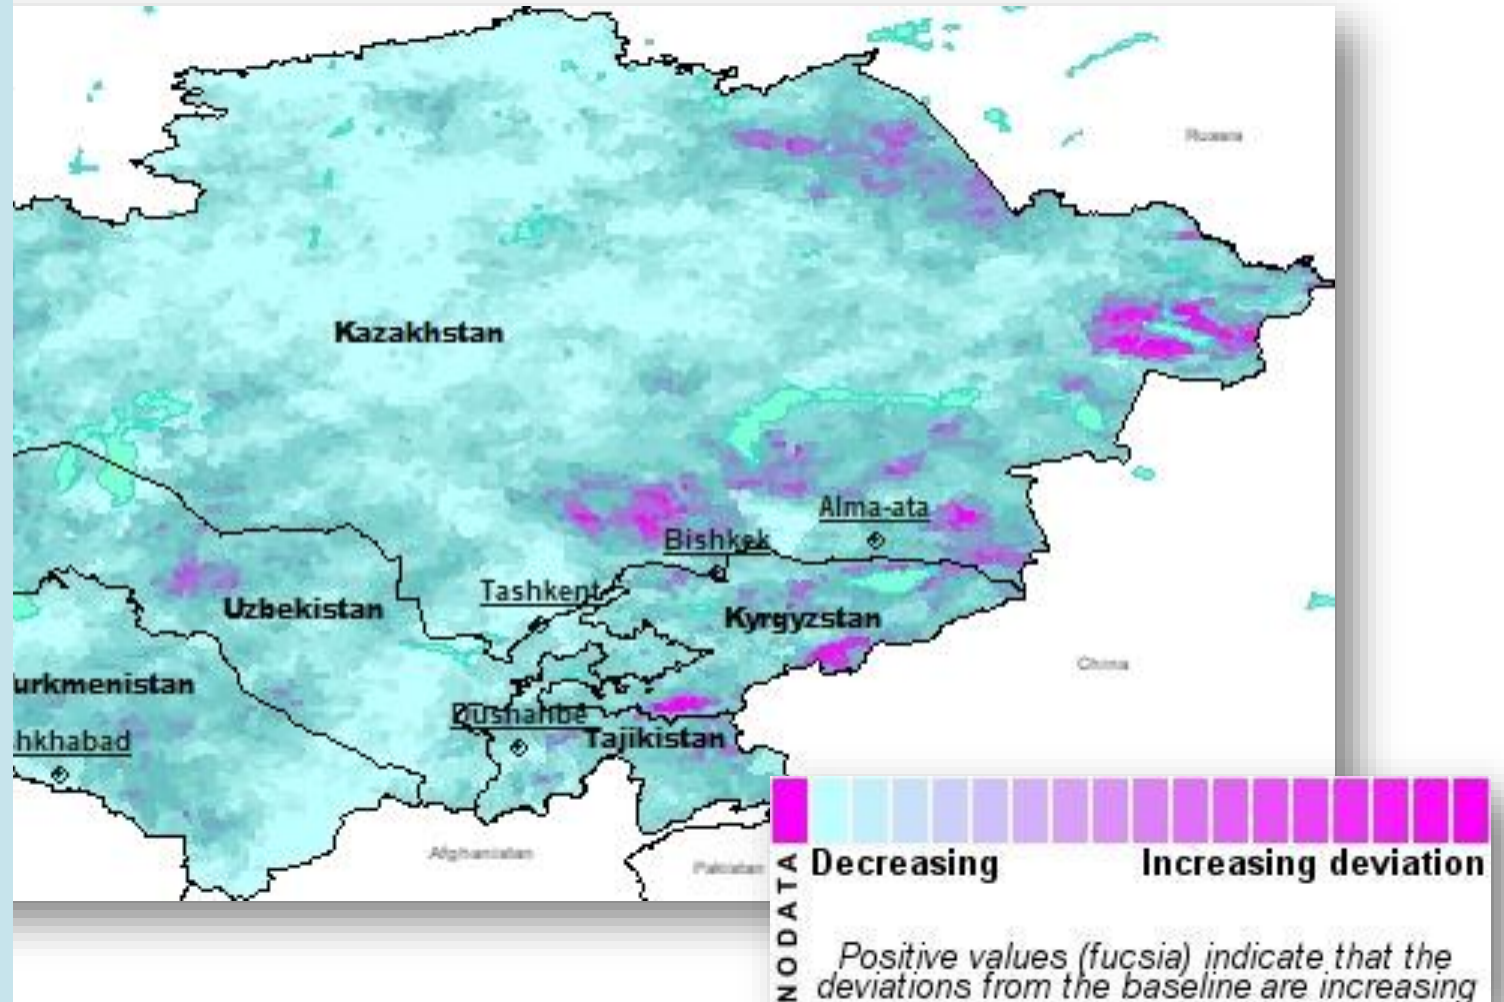 Russia
Kazakhstan
Alma-ata
Bishkek
Tashkent
Uzbekistan
Kyrgyzstan
China
urkmenistan
Dushanbe
Tajikistan
hkhabad
Afghanistan
Pakistan
NODATA
Decreasing Increasing deviation
Positive values (fucsia) indicate that the
deviations from the baseline are increasing